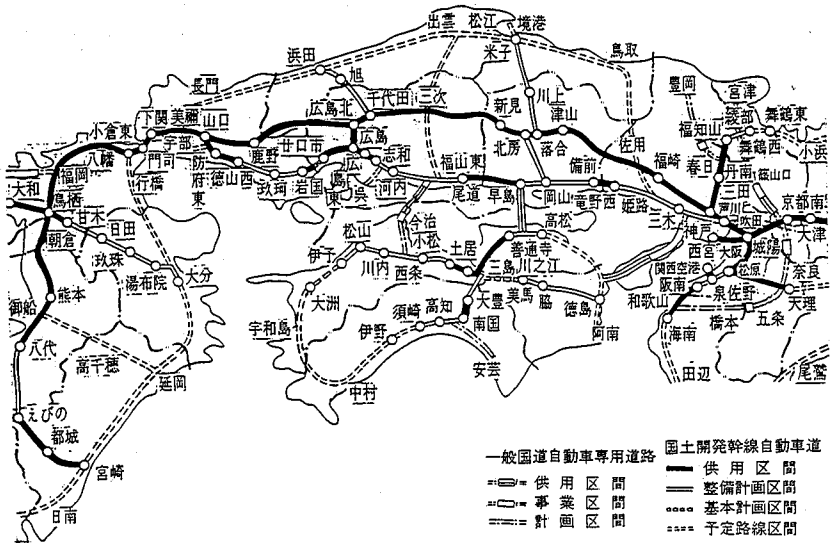 出雲 松江 境港
米子
鳥取
浜田
旭
長門
千代田
三次
広島北
新見
川上
津山
豊岡
宮津
綾部
舞鶴東
舞鶴西
小浜
福知山
春日
丹南
篠山口
三田
下関 美祢 山口
小倉東
八幡
門司
宇部
防府東
徳山西
鹿野
廿日市
広島
志和
玖珂
岩国
呉
河内
福山東
尾道
早島
岡山
備前
竜野西
姫路
北房
落合
佐用
福崎
三木
吹田
京都南
神戸
西宮
大阪
城陽
大津
大和
福岡
鳥栖
甘木
朝倉
日田
玖珠
湯布院
大分
行橋
今治
小松
高松
善通寺
松山
土居
伊予
川内
西条
三島
川之江
関西空港
松原
奈良
阪南
泉佐野
天理
和歌山
橋本
五条
海南
田辺
尾鷲
御船
熊本
大洲
宇和島
須崎
高知
大豊
美馬
脇
徳島
阿南
伊野
南国
安芸
中村
八代
高千穂
延岡
えびの
都城
宮崎
日南
一般国道自動車専用道路
供用区間
事業区間
計画区間
国土開発幹線自動車道
供用区間
整備計画区間
基本計画区間
予定路線区間